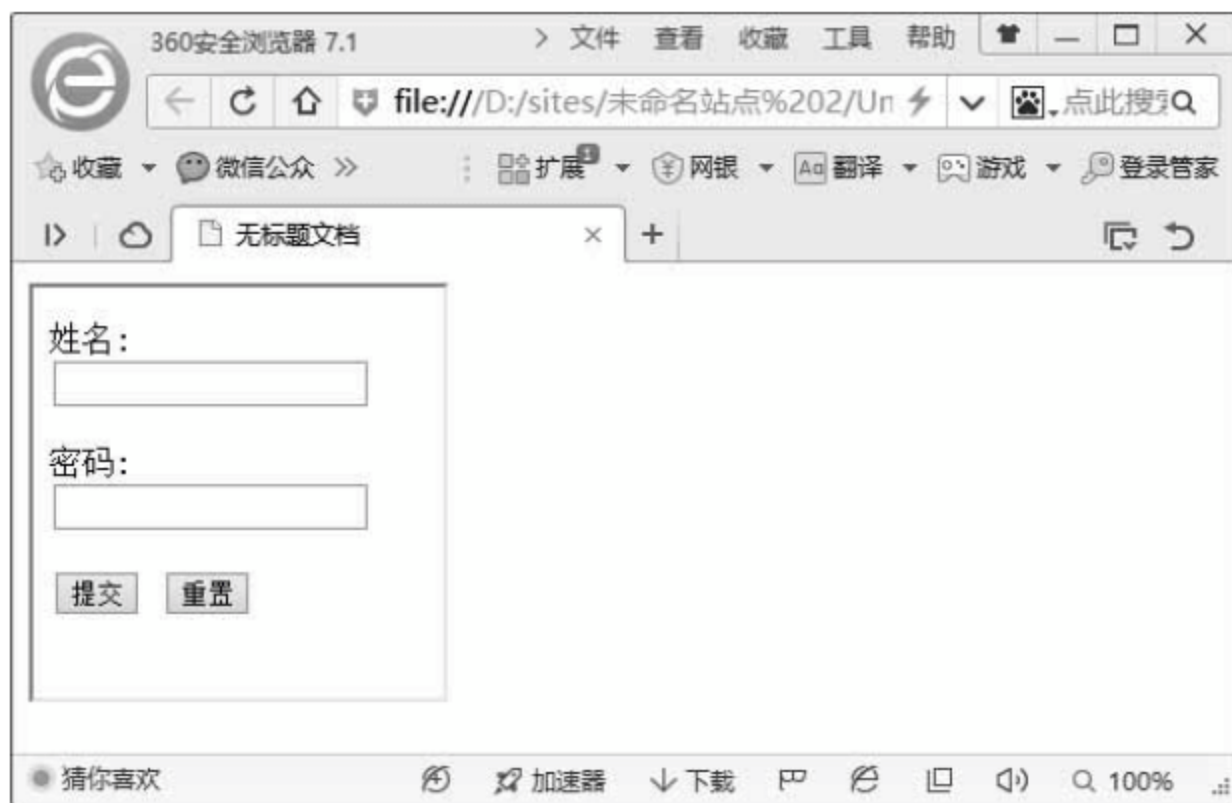 360安全浏览器 7.1 文件 查看 收藏 工具 帮助
file:///D:/sites/未命名站点%202/Un 点此搜
收藏 微信公众 扩展 1 网银 Aa 翻译 游戏 登录管家
无标题文档
姓名:
密码:
提交 重置
猜你喜欢 加速器 下载 100%